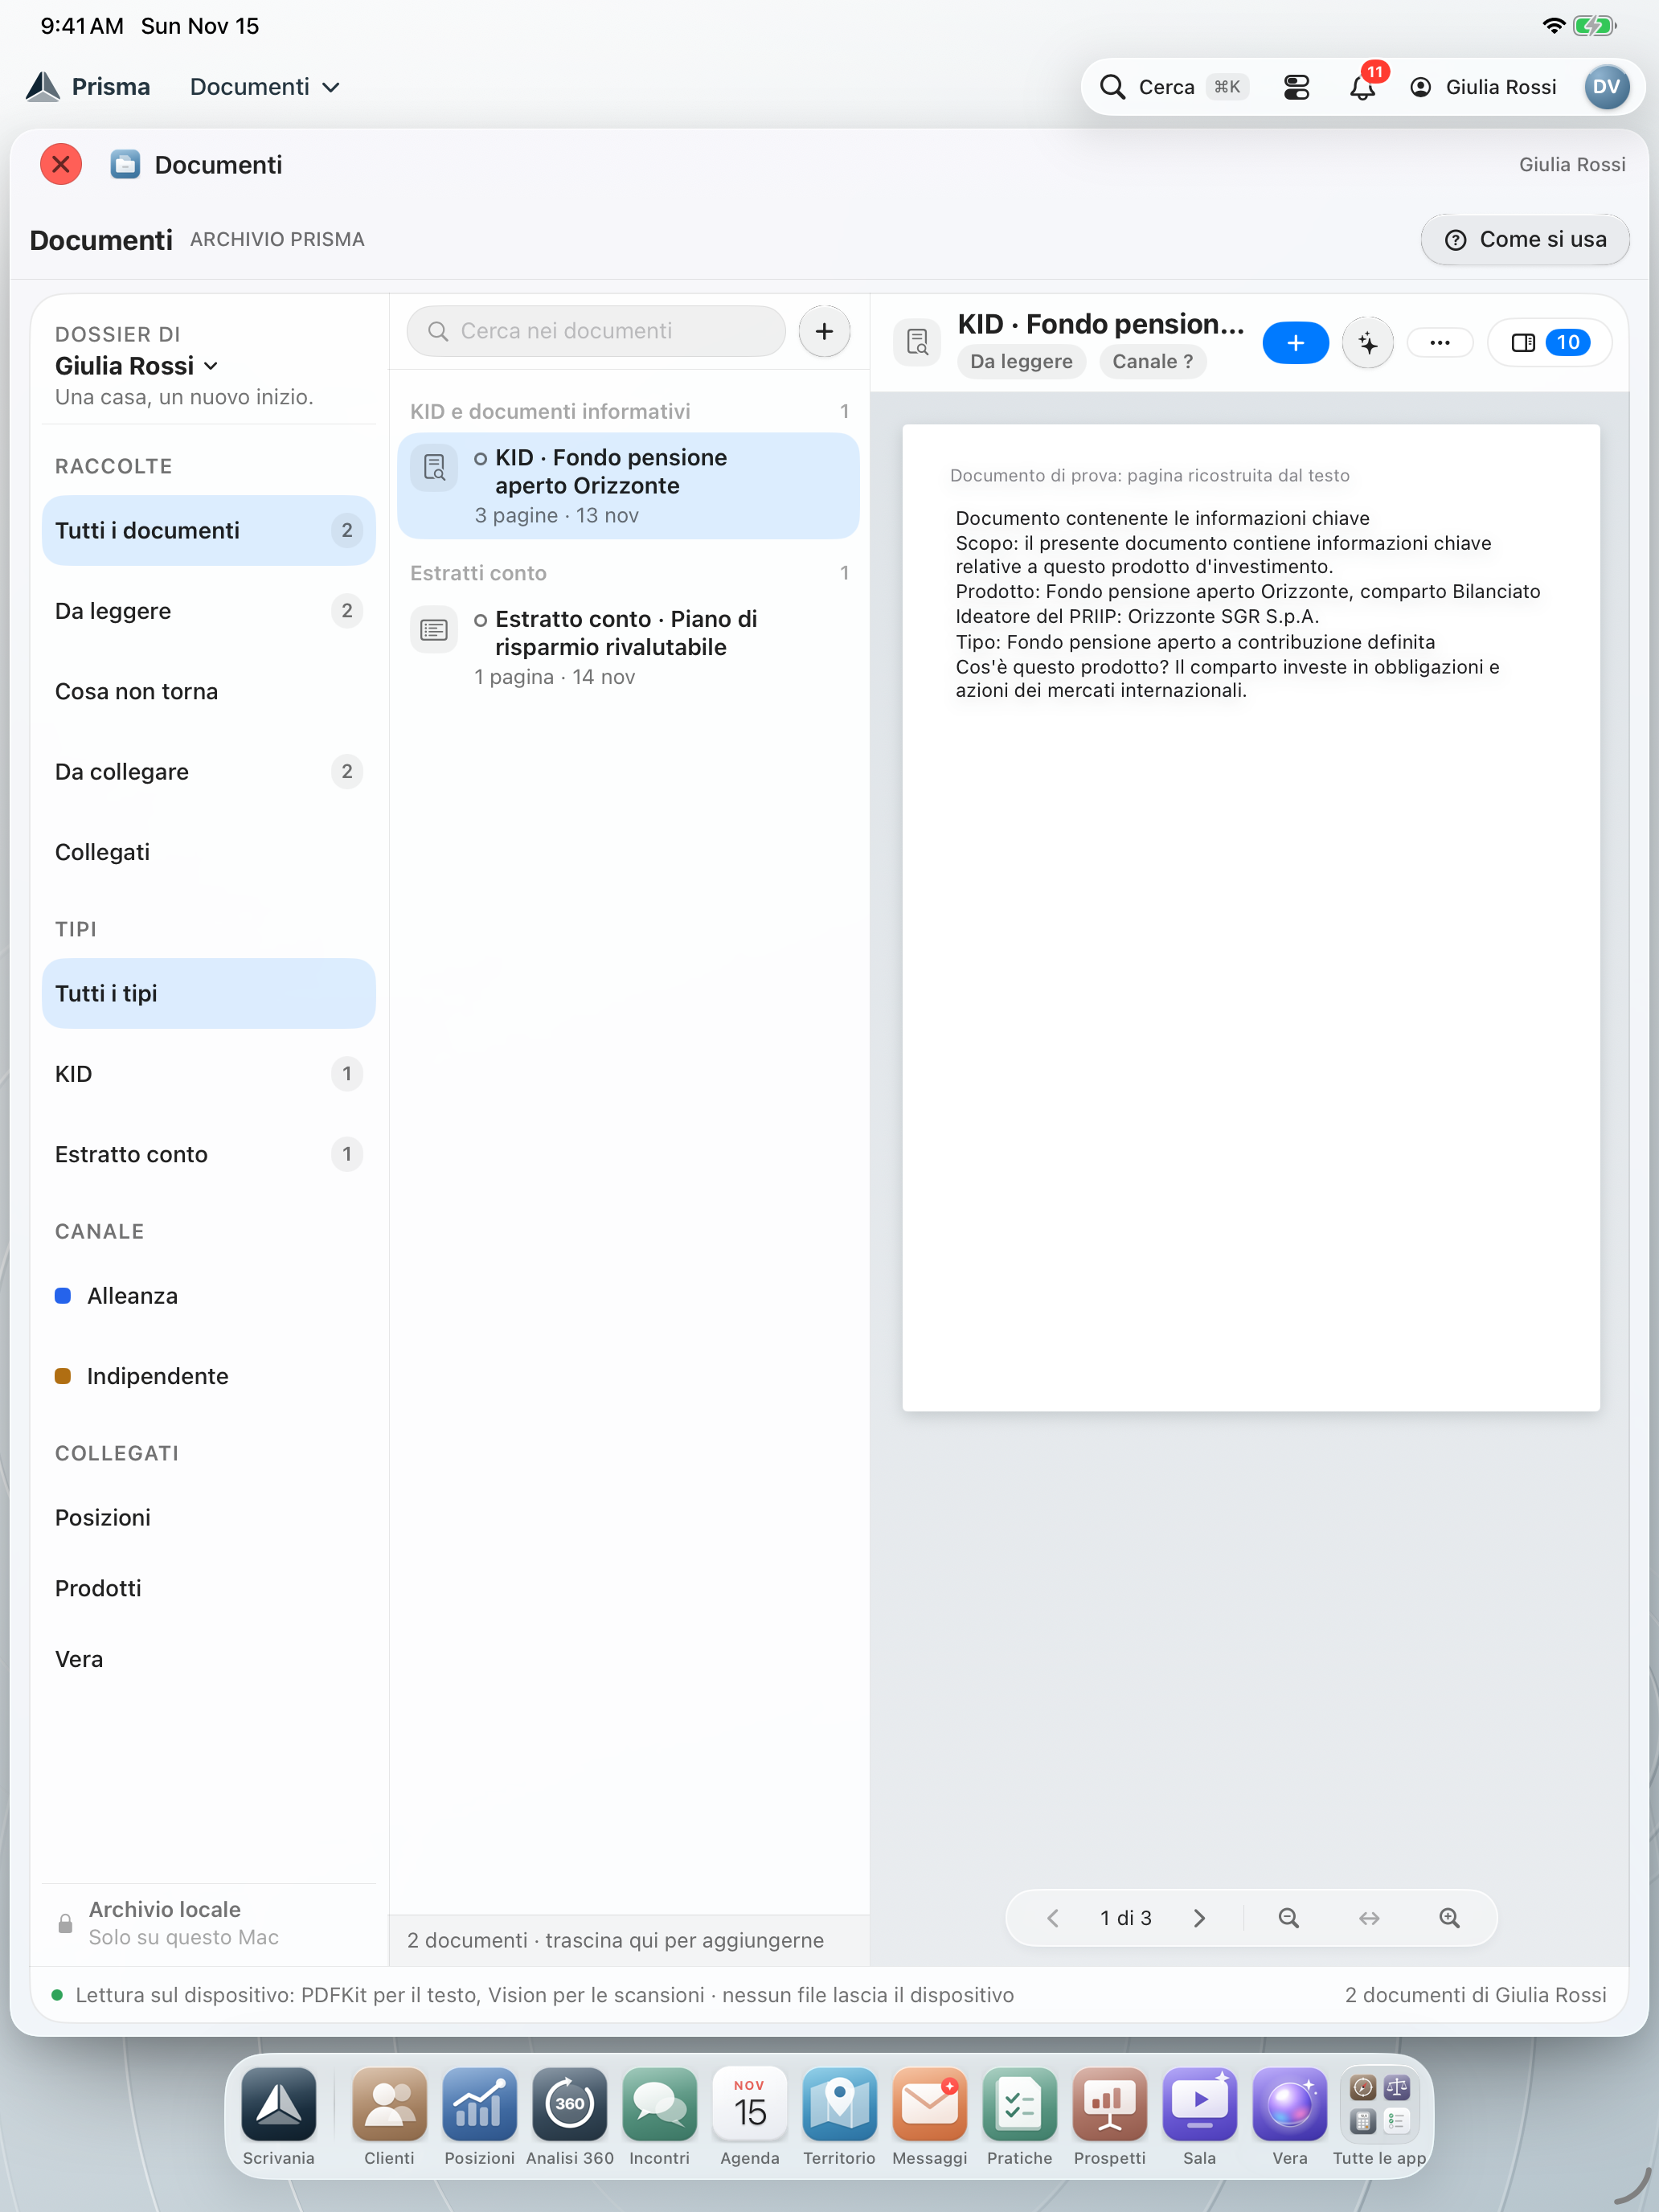 9:41 AM Sun Nov 15
Prisma Documenti
Cerca ⌘K 11 Giulia Rossi DV
Documenti Giulia Rossi
Documenti ARCHIVIO PRISMA Come si usa
DOSSIER DI
Giulia Rossi
Una casa, un nuovo inizio.
RACCOLTE
Tutti i documenti 2
Da leggere 2
Cosa non torna
Da collegare 2
Collegati
TIPI
Tutti i tipi
KID 1
Estratto conto 1
CANALE
Alleanza
Indipendente
COLLEGATI
Posizioni
Prodotti
Vera
Archivio locale
Solo su questo Mac
Cerca nei documenti
KID e documenti informativi 1
KID · Fondo pensione
aperto Orizzonte
3 pagine · 13 nov
Estratti conto 1
Estratto conto · Piano di
risparmio rivalutabile
1 pagina · 14 nov
2 documenti · trascina qui per aggiungerne
KID · Fondo pension...
Da leggere Canale ?
10
Documento di prova: pagina ricostruita dal testo
Documento contenente le informazioni chiave
Scopo: il presente documento contiene informazioni chiave
relative a questo prodotto d'investimento.
Prodotto: Fondo pensione aperto Orizzonte, comparto Bilanciato
Ideatore del PRIIP: Orizzonte SGR S.p.A.
Tipo: Fondo pensione aperto a contribuzione definita
Cos'è questo prodotto? Il comparto investe in obbligazioni e
azioni dei mercati internazionali.
1 di 3
Lettura sul dispositivo: PDFKit per il testo, Vision per le scansioni · nessun file lascia il dispositivo
2 documenti di Giulia Rossi
360
NOV
15
Scrivania Clienti Posizioni Analisi 360 Incontri Agenda Territorio Messaggi Pratiche Prospetti Sala Vera Tutte le app